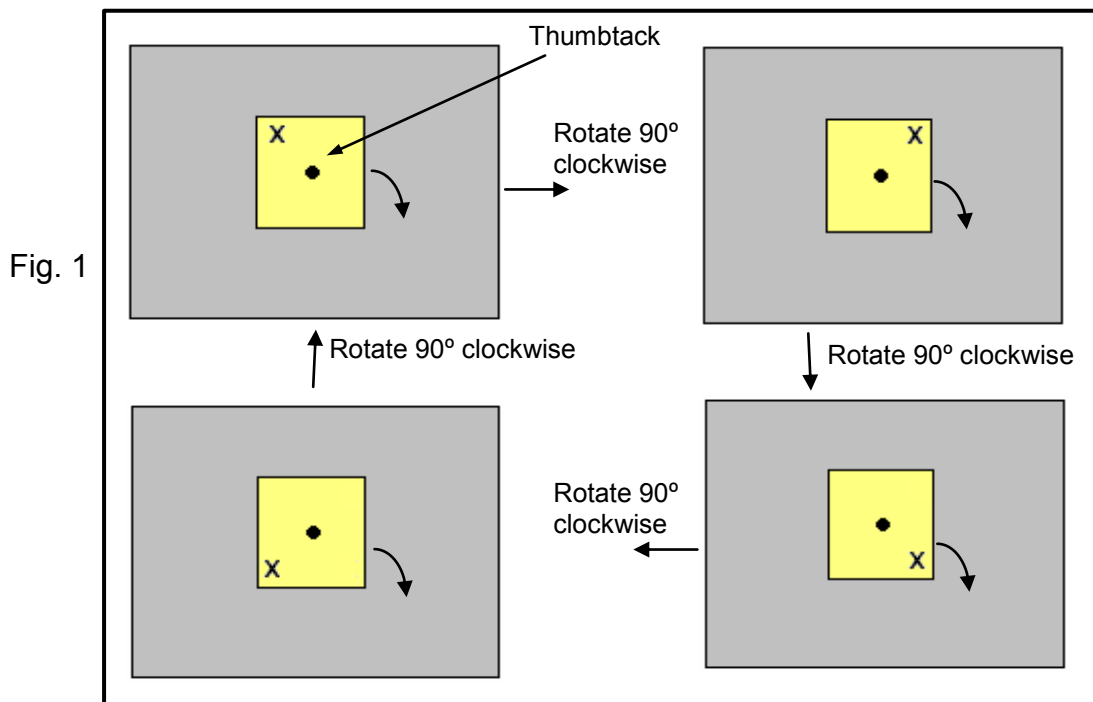 Thumbtack
X
Rotate 90º
clockwise
X
Fig. 1
Rotate 90º clockwise
Rotate 90º clockwise
X
Rotate 90º
clockwise
X